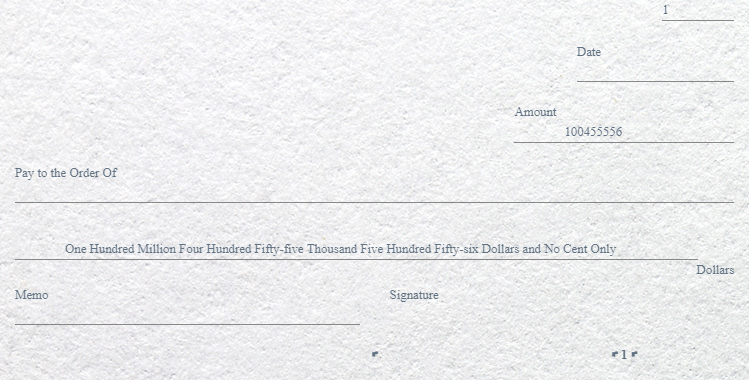 1
Date
Amount
100455556
Pay to the Order Of
One Hundred Million Four Hundred Fifty-five Thousand Five Hundred Fifty-six Dollars and No Cent Only
Dollars
Memo Signature
⑈ ⑈ 1 ⑈